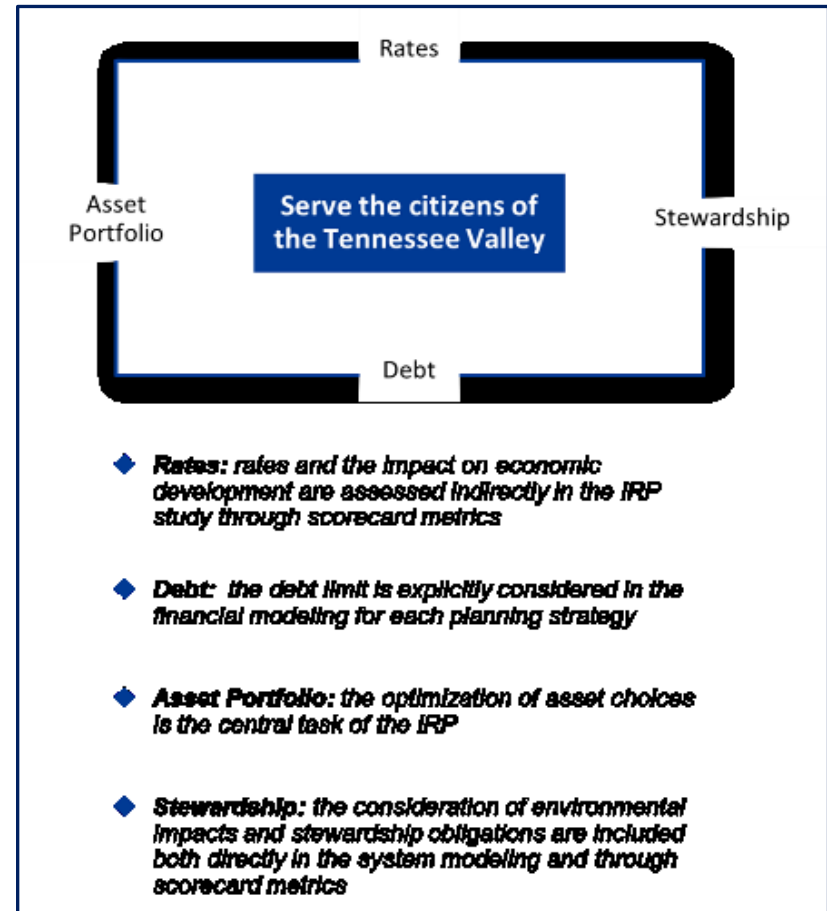 Rates
Asset
Portfolio
Serve the citizens of
the Tennessee Valley
Stewardship
Debt
Rates: rates and the impact on economic
development are assessed indirectly in the IRP
study through scorecard metrics
Debt: the debt limit is explicitly considered in the
financial modeling for each planning strategy
Asset Portfolio: the optimization of asset choices
is the central task of the IRP
Stewardship: the consideration of environmental
impacts and stewardship obligations are included
both directly in the system modeling and through
scorecard metrics